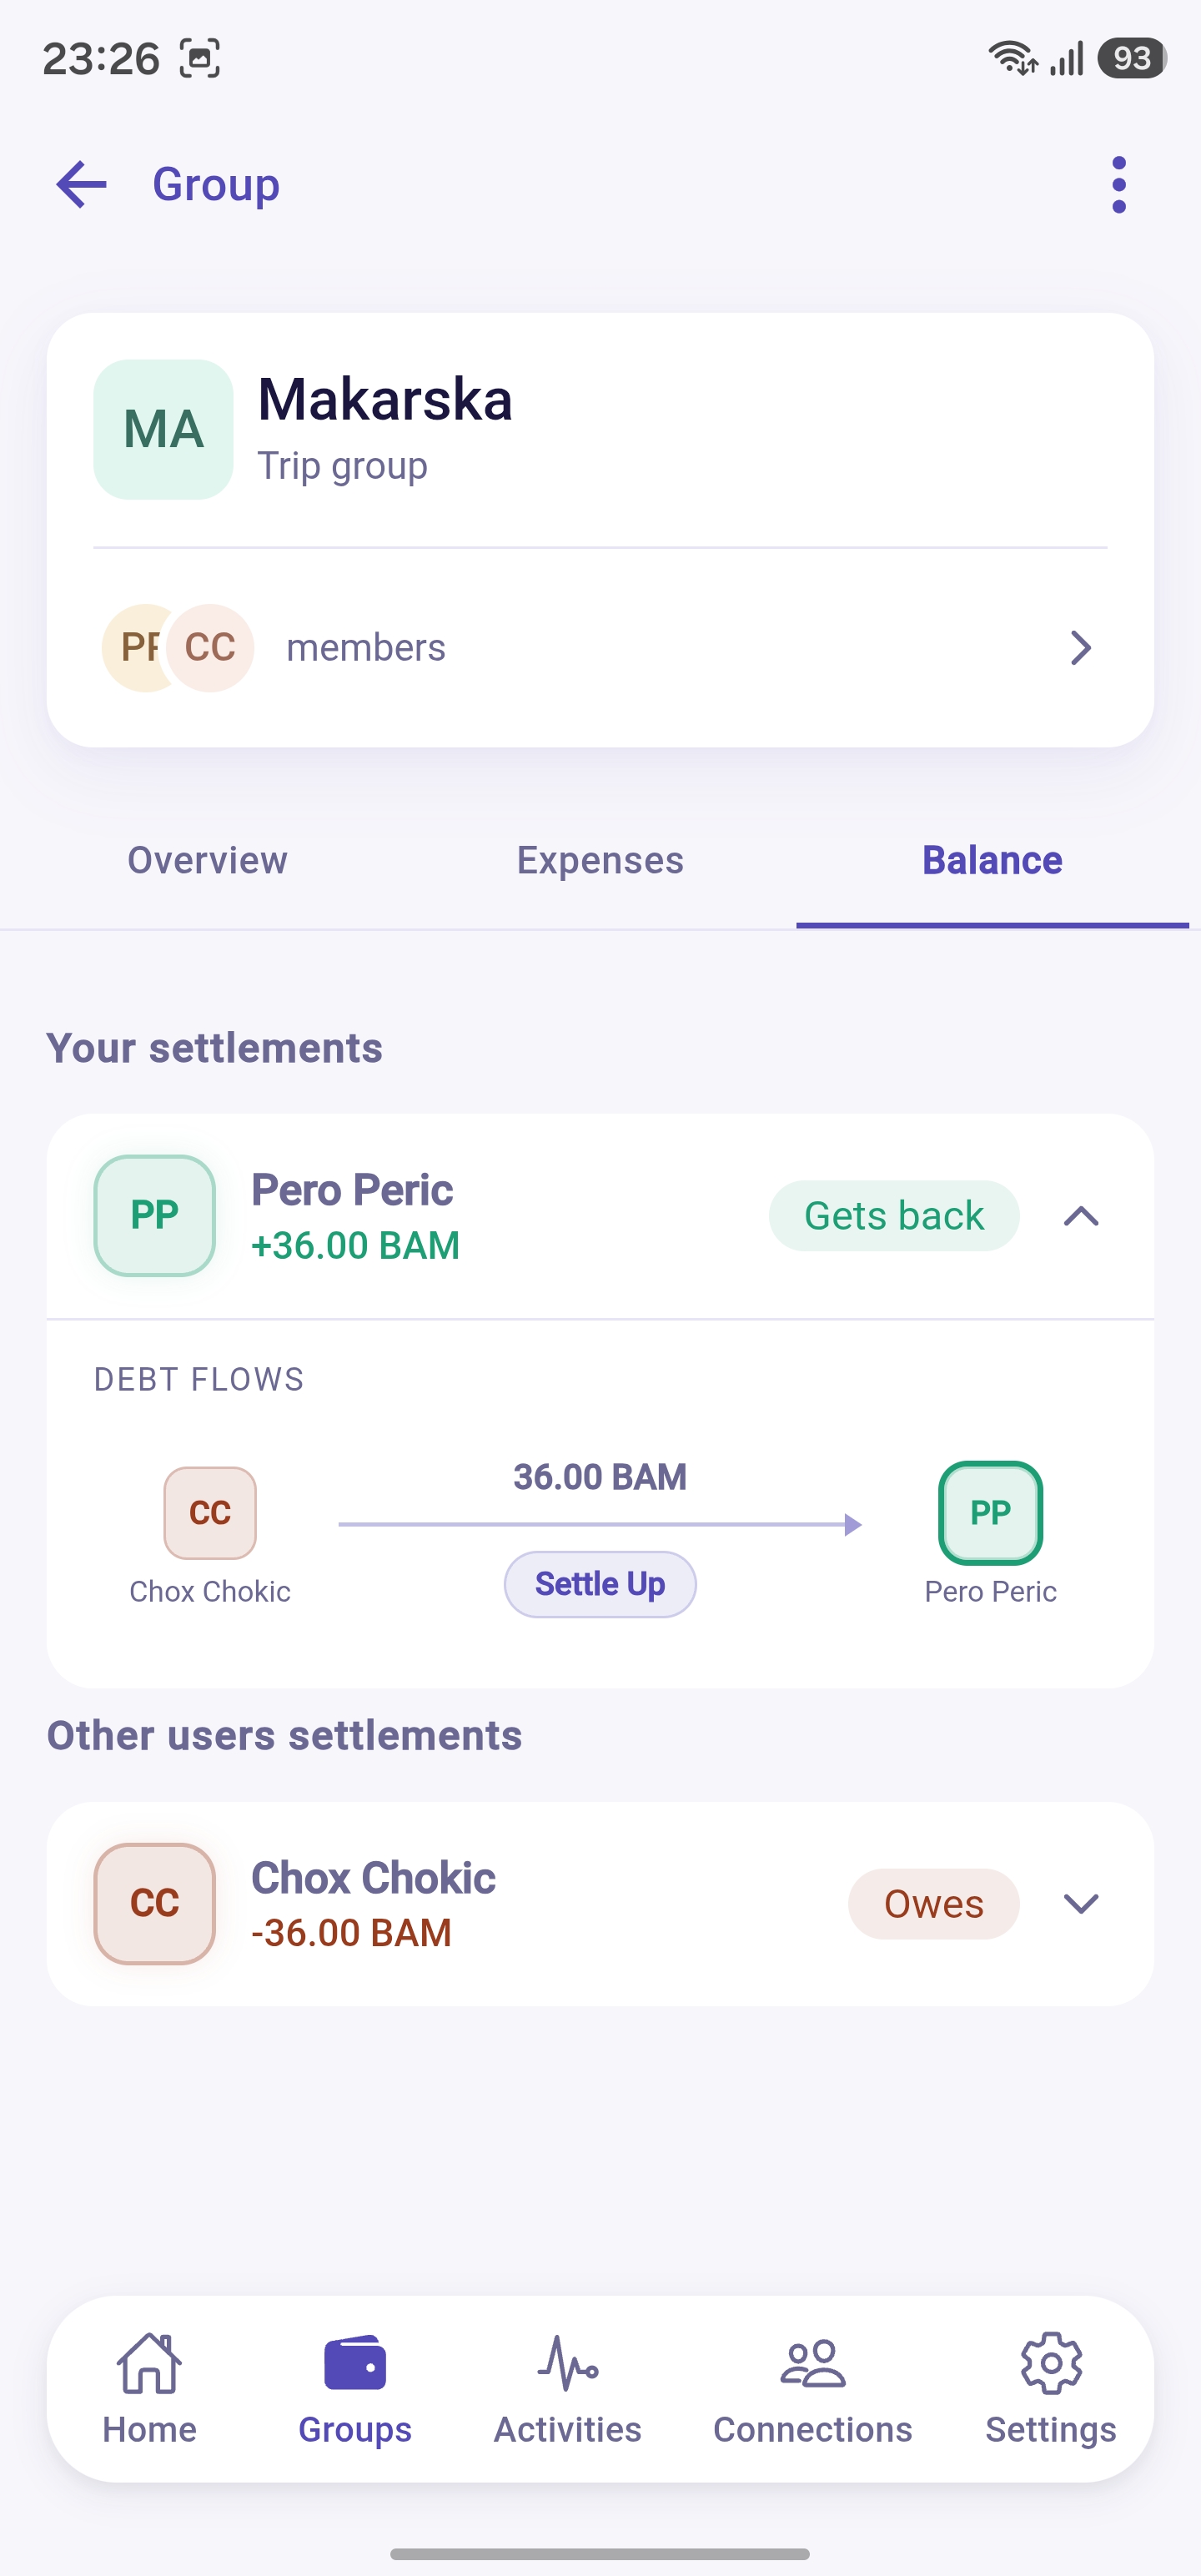 23:26
93
Group
MA
Makarska
Trip group
CC
members
Overview
Expenses
Balance
Your settlements
PP
Pero Peric
+36.00 BAM
Gets back
DEBT FLOWS
36.00 BAM
CC
PP
Settle Up
Chox Chokic
Pero Peric
Other users settlements
CC
Chox Chokic
-36.00 BAM
Owes
Home
Groups
Activities
Connections
Settings